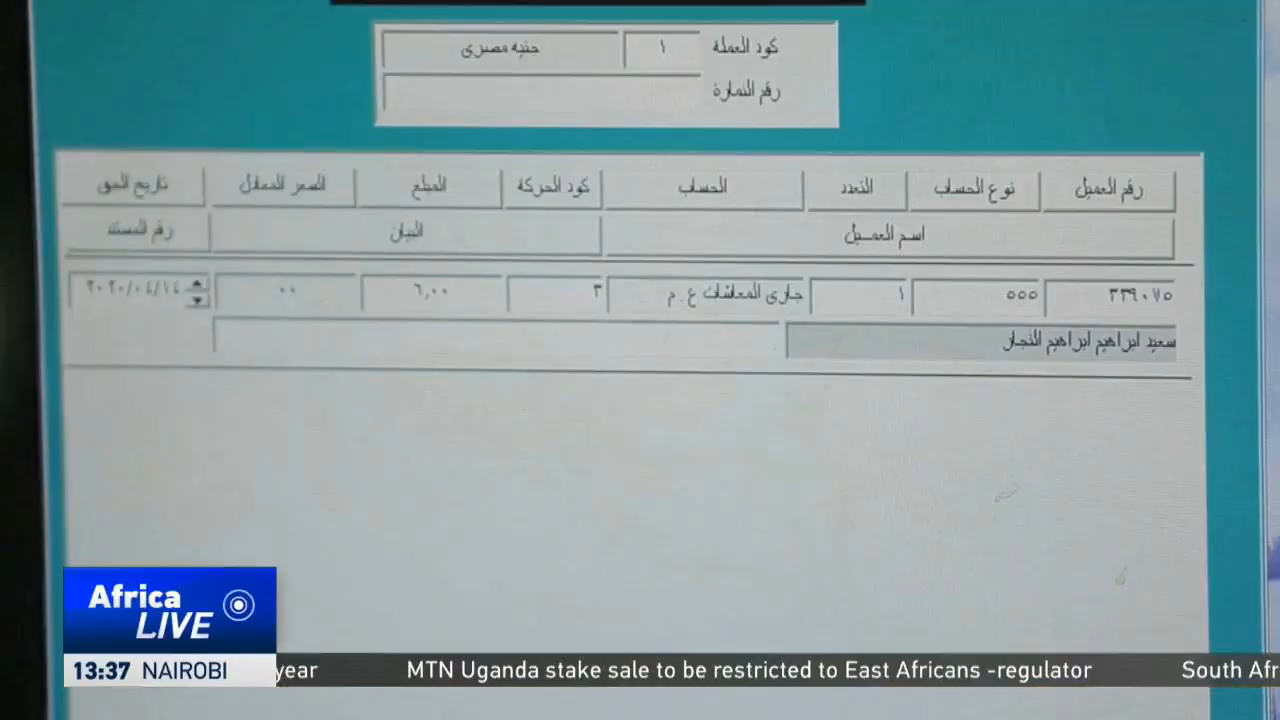 كود العملة ١ جنيه مصرى
رقم النمارة
رقم العميل نوع الحساب التعدد الحساب كود الحركة المبلغ السعر المعادل تاريخ الحق
اسم العميل البيان رقم المستند
٣٣٩٠٧٥ ٥٥٥ ١ جارى المعاشات ع.م ٣ ٦,٠٠ ٠٠ ٢٠٢٠/٠٤/١٤
سعيد ابراهيم ابراهيم النجار
Africa
LIVE
13:37 NAIROBI year MTN Uganda stake sale to be restricted to East Africans -regulator South Afr